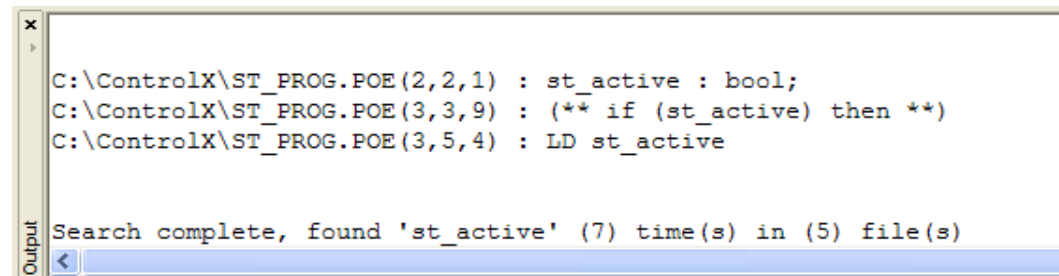 C:\ControlX\ST_PROG.POE(2,2,1) : st_active : bool;
C:\ControlX\ST_PROG.POE(3,3,9) : (** if (st_active) then **)
C:\ControlX\ST_PROG.POE(3,5,4) : LD st_active
Search complete, found 'st_active' (7) time(s) in (5) file(s)
Output